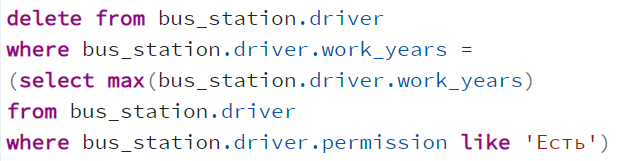 delete from bus_station.driver
where bus_station.driver.work_years =
(select max(bus_station.driver.work_years)
from bus_station.driver
where bus_station.driver.permission like 'Есть')